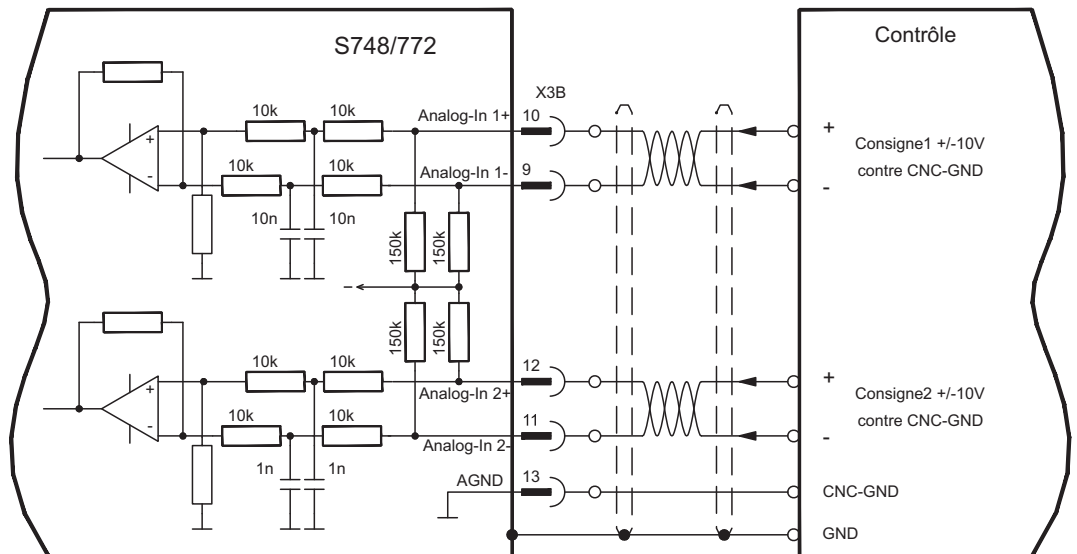 S748/772
Contrôle
X3B
10k
10k
Analog-In 1+
10
+
Consigne1 +/-10V
contre CNC-GND
+
-
10k
10k
Analog-In 1-
9
-
10n
10n
150k
150k
-
150k
150k
10k
10k
12
+
Analog-In 2+
Consigne2 +/-10V
contre CNC-GND
+
-
10k
10k
11
-
Analog-In 2-
1n
1n
AGND
13
CNC-GND
GND